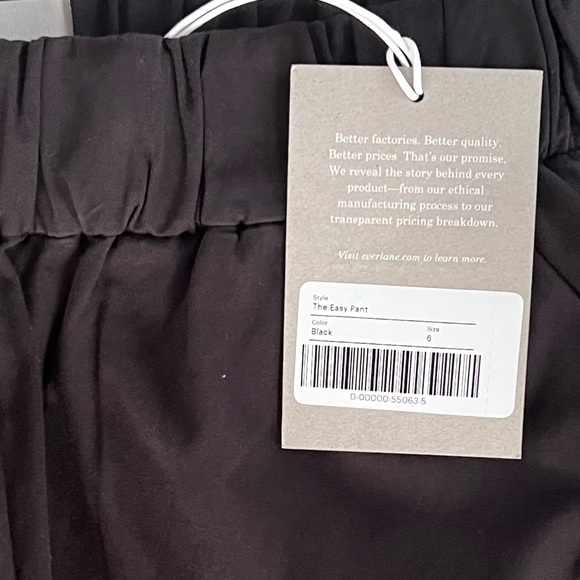 Better factories. Better quality.
Better prices  That's our promise.
We reveal the story behind every
product—from our ethical
manufacturing process to our
transparent pricing breakdown.
Visit everlane.com to learn more.
Style
The Easy Pant
Color
Size
Black
6
0-00000-55063-5